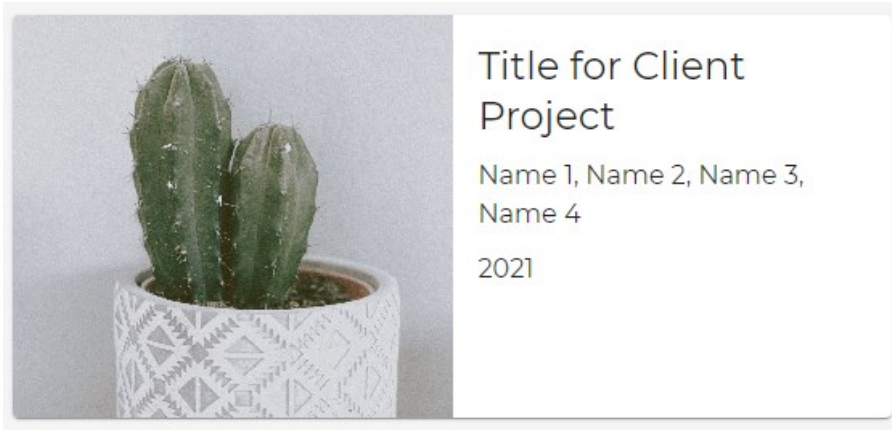 Title for Client
Project
Name 1, Name 2, Name 3,
Name 4
2021